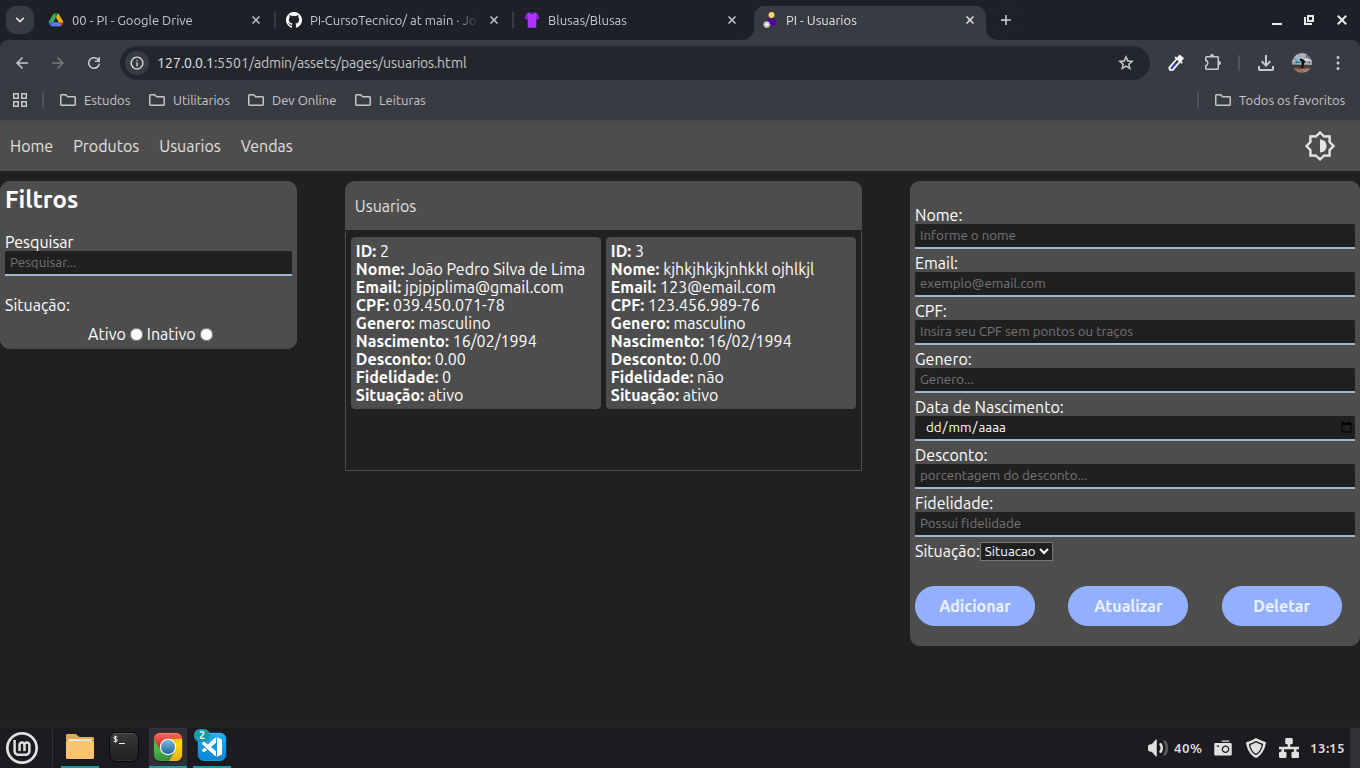 00 - PI - Google Drive
PI-CursoTecnico/ at main · Jo
Blusas/Blusas
PI - Usuarios
127.0.0.1:5501/admin/assets/pages/usuarios.html
Estudos
Utilitarios
Dev Online
Leituras
Todos os favoritos
Home
Produtos
Usuarios
Vendas
Filtros
Pesquisar
Pesquisar...
Situação:
Ativo Inativo
Usuarios
ID: 2
Nome: João Pedro Silva de Lima
Email: jpjpjplima@gmail.com
CPF: 039.450.071-78
Genero: masculino
Nascimento: 16/02/1994
Desconto: 0.00
Fidelidade: 0
Situação: ativo
ID: 3
Nome: kjhkjhkjkjnhkkl ojhlkjl
Email: 123@email.com
CPF: 123.456.989-76
Genero: masculino
Nascimento: 16/02/1994
Desconto: 0.00
Fidelidade: não
Situação: ativo
Nome:
Informe o nome
Email:
exemplo@email.com
CPF:
Insira seu CPF sem pontos ou traços
Genero:
Genero...
Data de Nascimento:
dd/mm/aaaa
Desconto:
porcentagem do desconto...
Fidelidade:
Possui fidelidade
Situação: Situacao
Adicionar
Atualizar
Deletar
$_
2
40%
13:15